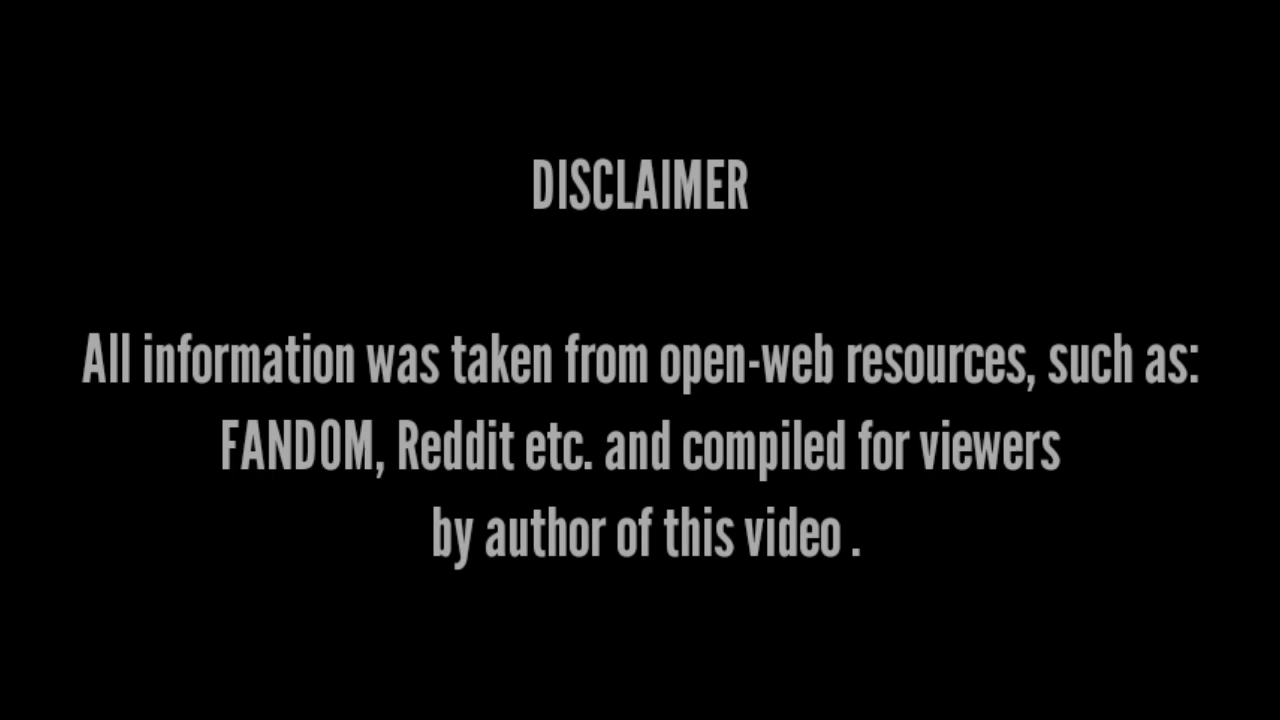 DISCLAIMER
All information was taken from open-web resources, such as:
FANDOM, Reddit etc. and compiled for viewers
by author of this video .